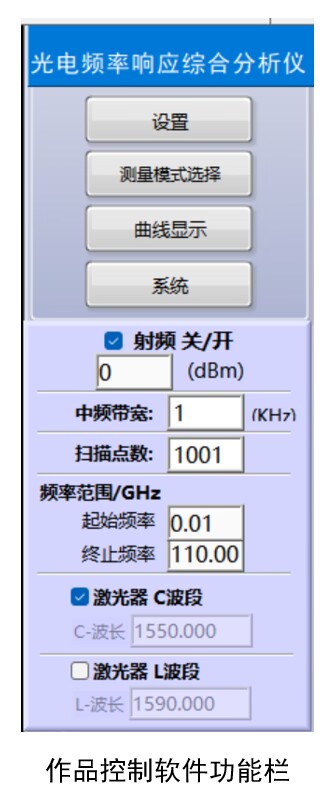 光电频率响应综合分析仪
设置
测量模式选择
曲线显示
系统
射频 关/开
0 (dBm)
中频带宽: 1 (KHz)
扫描点数: 1001
频率范围/GHz
起始频率 0.01
终止频率 110.00
激光器 C波段
C-波长 1550.000
激光器 L波段
L-波长 1590.000
作品控制软件功能栏